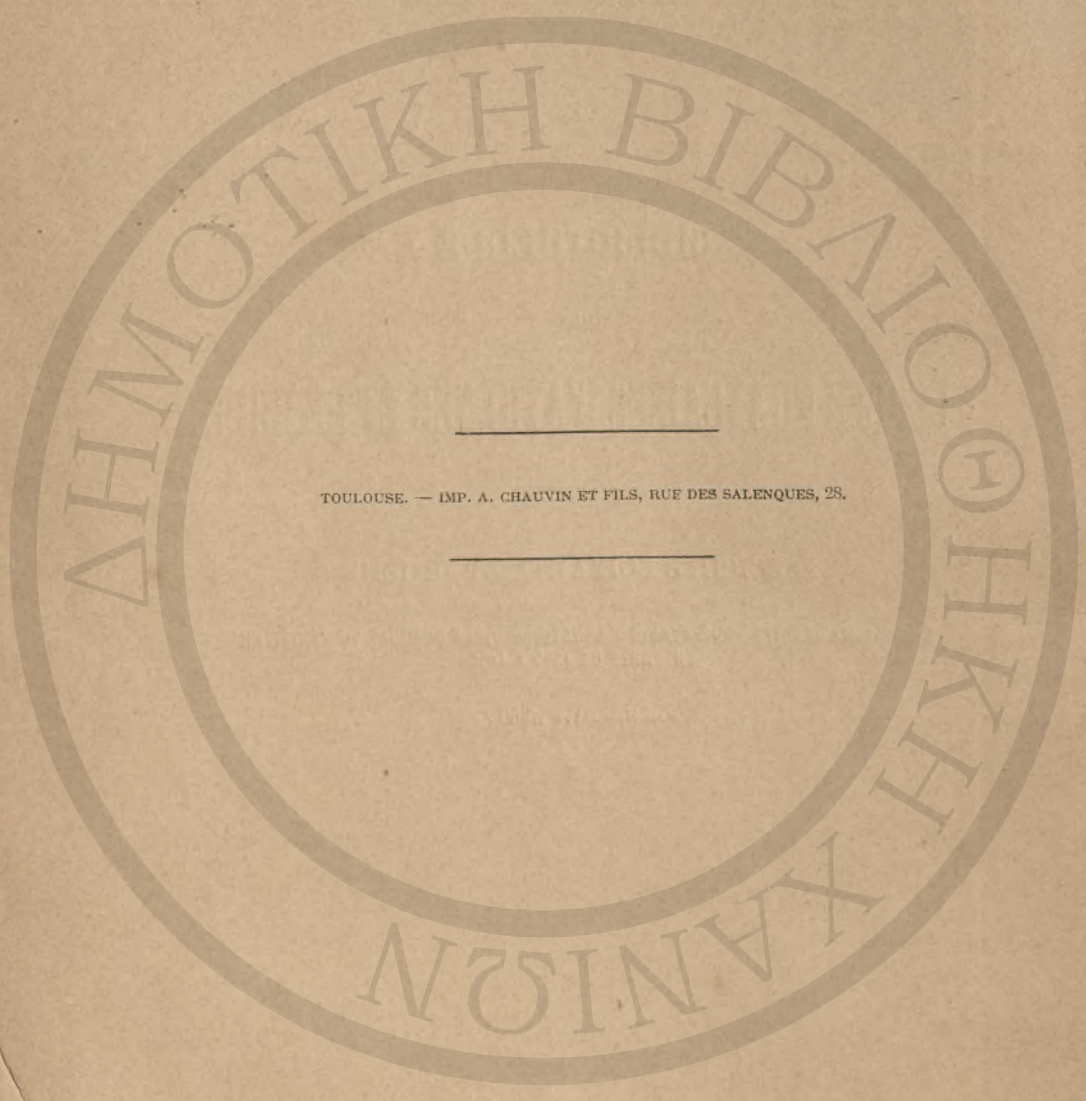 ΔΗΜΟΤΙΚΗ ΒΙΒΛΙΟΘΗΚΗ ΧΑΝΙΩΝ
TOULOUSE. — IMP. A. CHAUVIN ET FILS, RUE DES SALENQUES, 28.